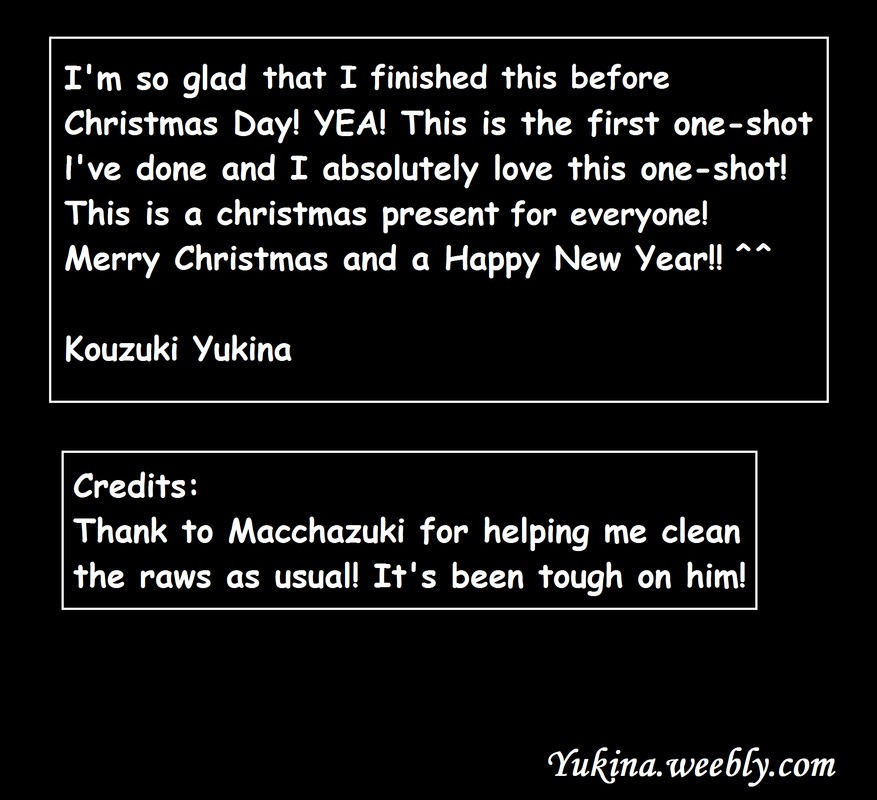 I'm so glad that I finished this before
Christmas Day! YEA! This is the first one-shot
I've done and I absolutely love this one-shot!
This is a christmas present for everyone!
Merry Christmas and a Happy New Year!! ^^
Kouzuki Yukina
Credits:
Thank to Macchazuki for helping me clean
the raws as usual! It's been tough on him!
Yukina.weebly.com